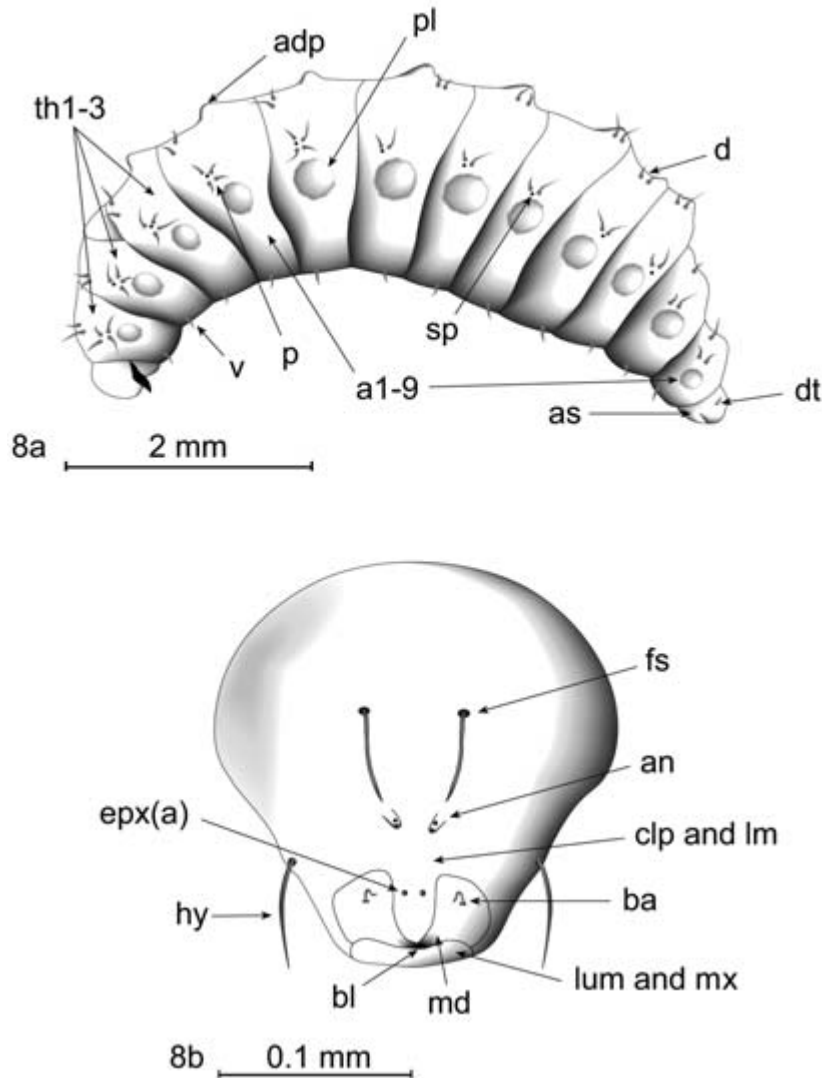 adp
pl
th1-3
d
sp
v
p
a1-9
dt
as
8a 2 mm
fs
an
epx(a)
clp and lm
hy
ba
bl
md
lum and mx
8b 0.1 mm